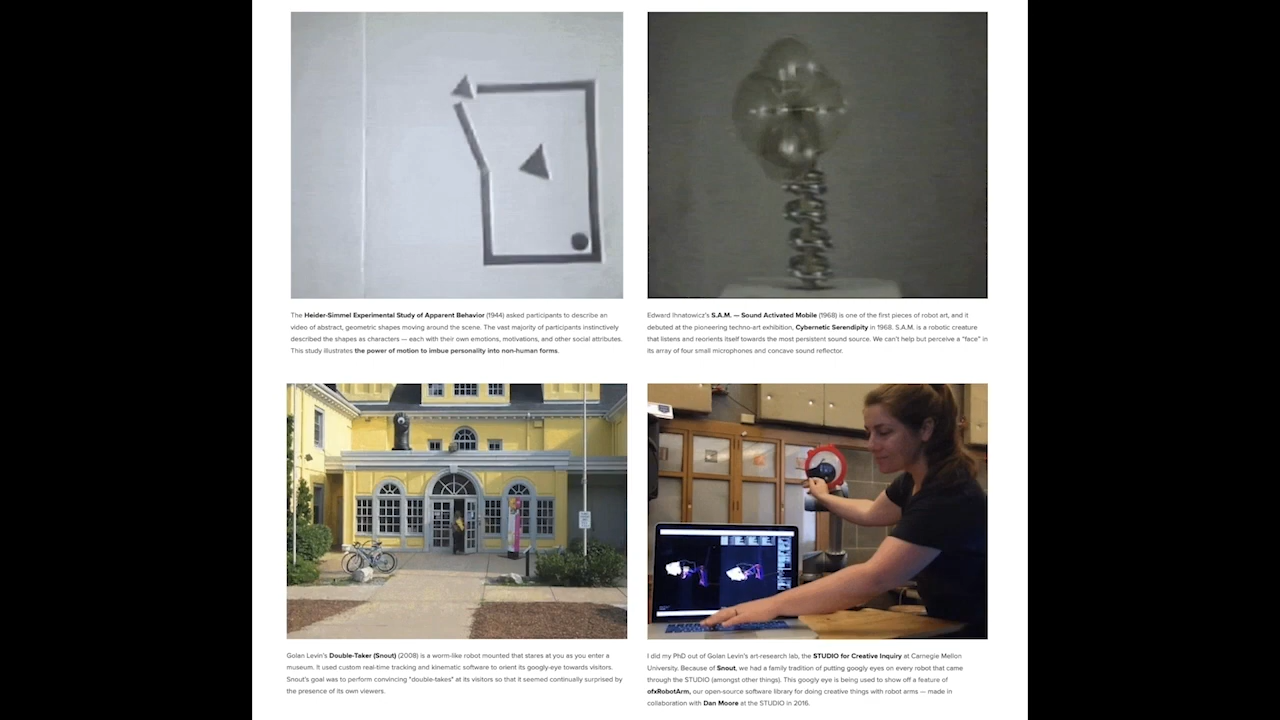 The Heider-Simmel Experimental Study of Apparent Behavior (1944) asked participants to describe an
video of abstract, geometric shapes moving around the scene. The vast majority of participants instinctively
described the shapes as characters — each with their own emotions, motivations, and other social attributes.
This study illustrates the power of motion to imbue personality into non-human forms.
Edward Ihnatowicz's S.A.M. — Sound Activated Mobile (1968) is one of the first pieces of robot art, and it
debuted at the pioneering techno-art exhibition, Cybernetic Serendipity in 1968. S.A.M. is a robotic creature
that listens and reorients itself towards the most persistent sound source. We can't help but perceive a "face" in
its array of four small microphones and concave sound reflector.
Golan Levin's Double-Taker (Snout) (2008) is a worm-like robot mounted that stares at you as you enter a
museum. It used custom real-time tracking and kinematic software to orient its googly-eye towards visitors.
Snout's goal was to perform convincing "double-takes" at its visitors so that it seemed continually surprised by
the presence of its own viewers.
I did my PhD out of Golan Levin's art-research lab, the STUDIO for Creative Inquiry at Carnegie Mellon
University. Because of Snout, we had a family tradition of putting googly eyes on every robot that came
through the STUDIO (amongst other things). This googly eye is being used to show off a feature of
ofxRobotArm, our open-source software library for doing creative things with robot arms — made in
collaboration with Dan Moore at the STUDIO in 2016.